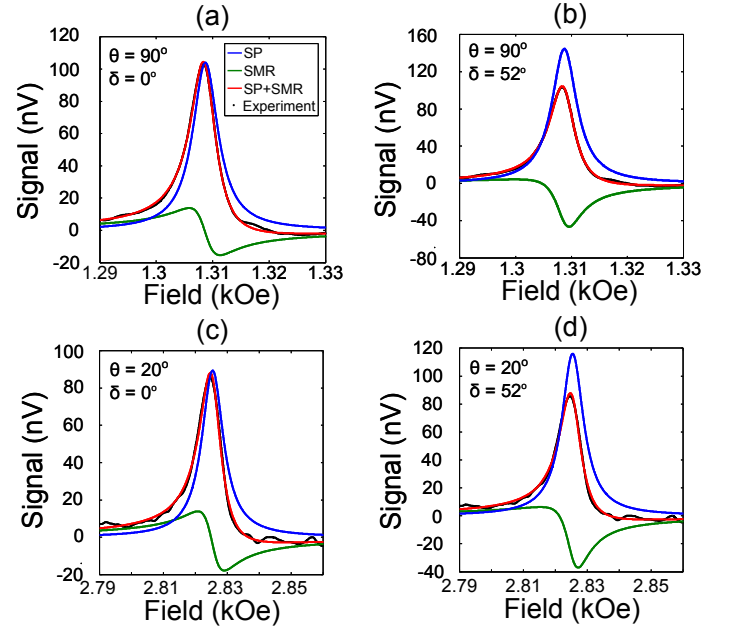 (a)
120
100
80
60
40
20
0
-20
Signal (nV)
θ = 90°
δ = 0°
SP
SMR
SP+SMR
Experiment
1.29 1.3 1.31 1.32 1.33
Field (kOe)
(b)
160
120
80
40
0
-40
-80
Signal (nV)
θ = 90°
δ = 52°
1.29 1.3 1.31 1.32 1.33
Field (kOe)
(c)
100
80
60
40
20
0
-20
Signal (nV)
θ = 20°
δ = 0°
2.79 2.81 2.83 2.85
Field (kOe)
(d)
120
100
80
60
40
20
0
-20
-40
Signal (nV)
θ = 20°
δ = 52°
2.79 2.81 2.83 2.85
Field (kOe)